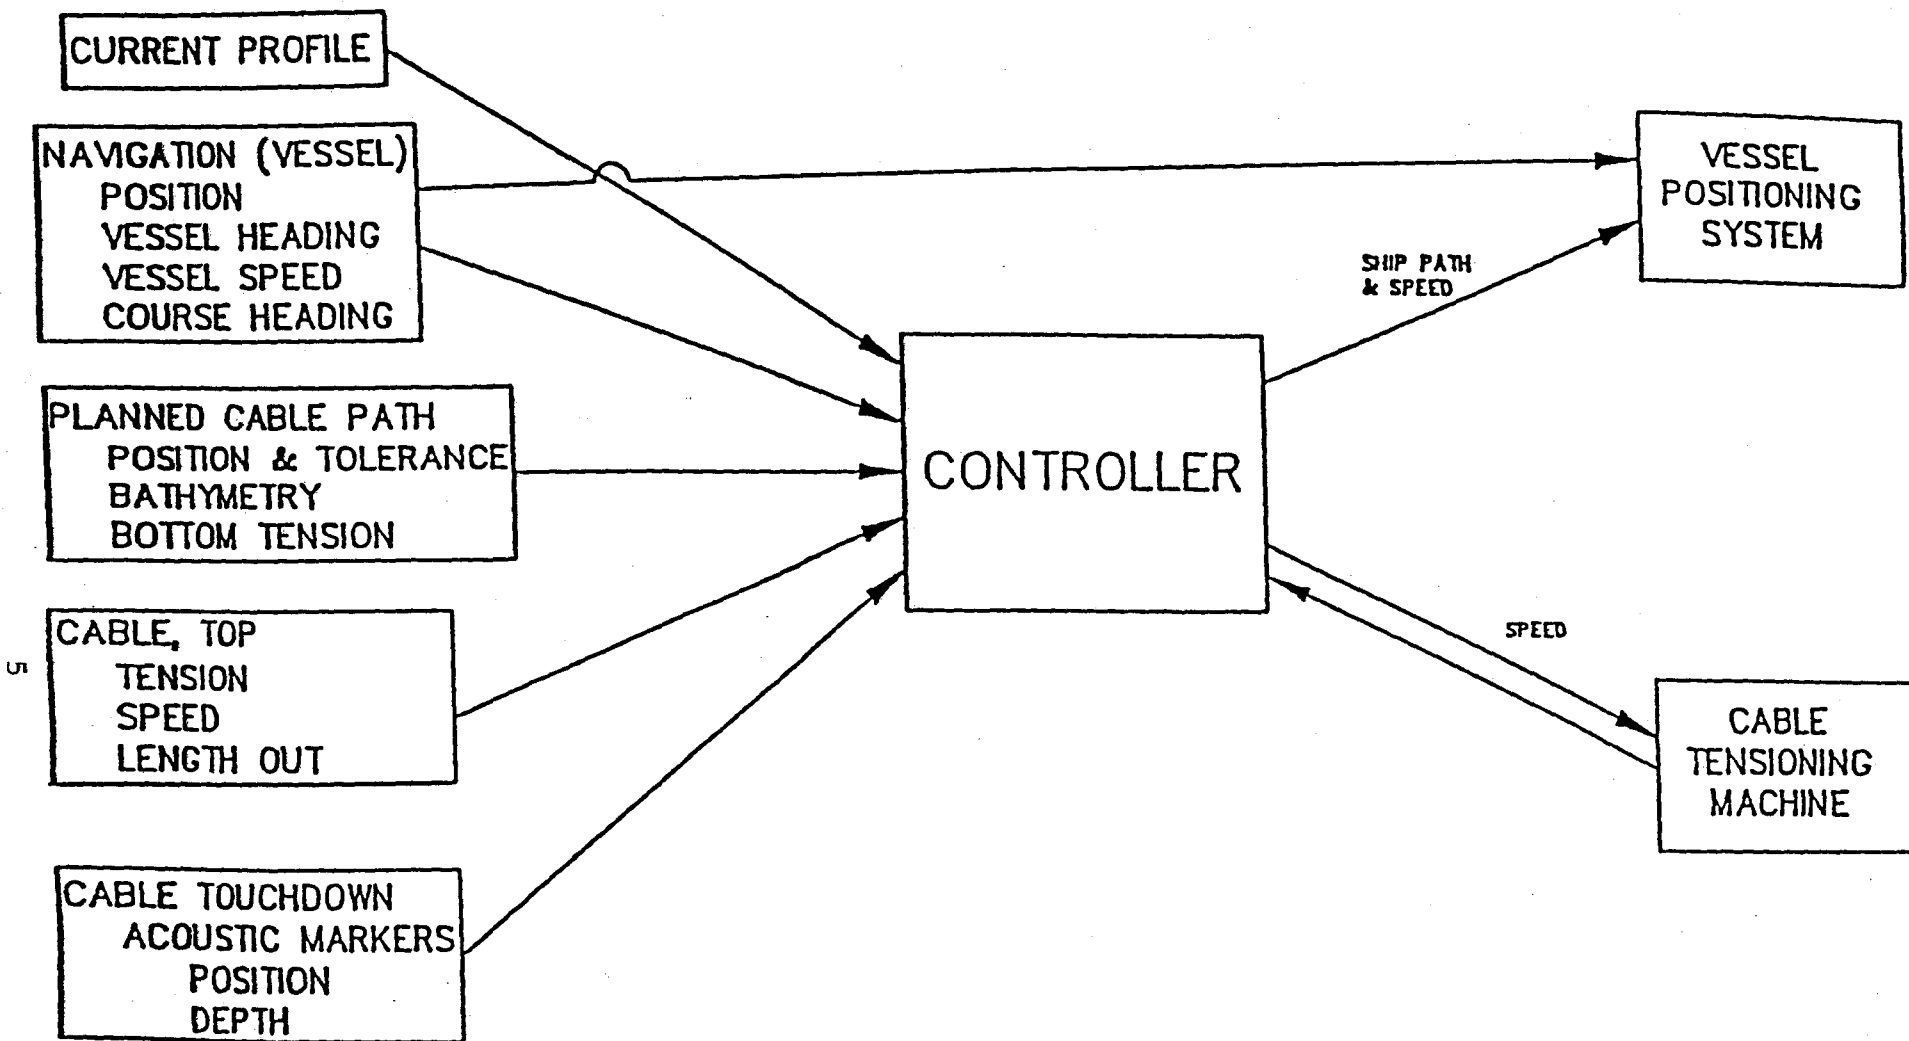 CURRENT PROFILE
NAVIGATION (VESSEL)
POSITION
VESSEL HEADING
VESSEL SPEED
COURSE HEADING
PLANNED CABLE PATH
POSITION & TOLERANCE
BATHYMETRY
BOTTOM TENSION
CABLE, TOP
TENSION
SPEED
LENGTH OUT
CABLE TOUCHDOWN
ACOUSTIC MARKERS
POSITION
DEPTH
CONTROLLER
SHIP PATH
& SPEED
SPEED
VESSEL
POSITIONING
SYSTEM
CABLE
TENSIONING
MACHINE
5